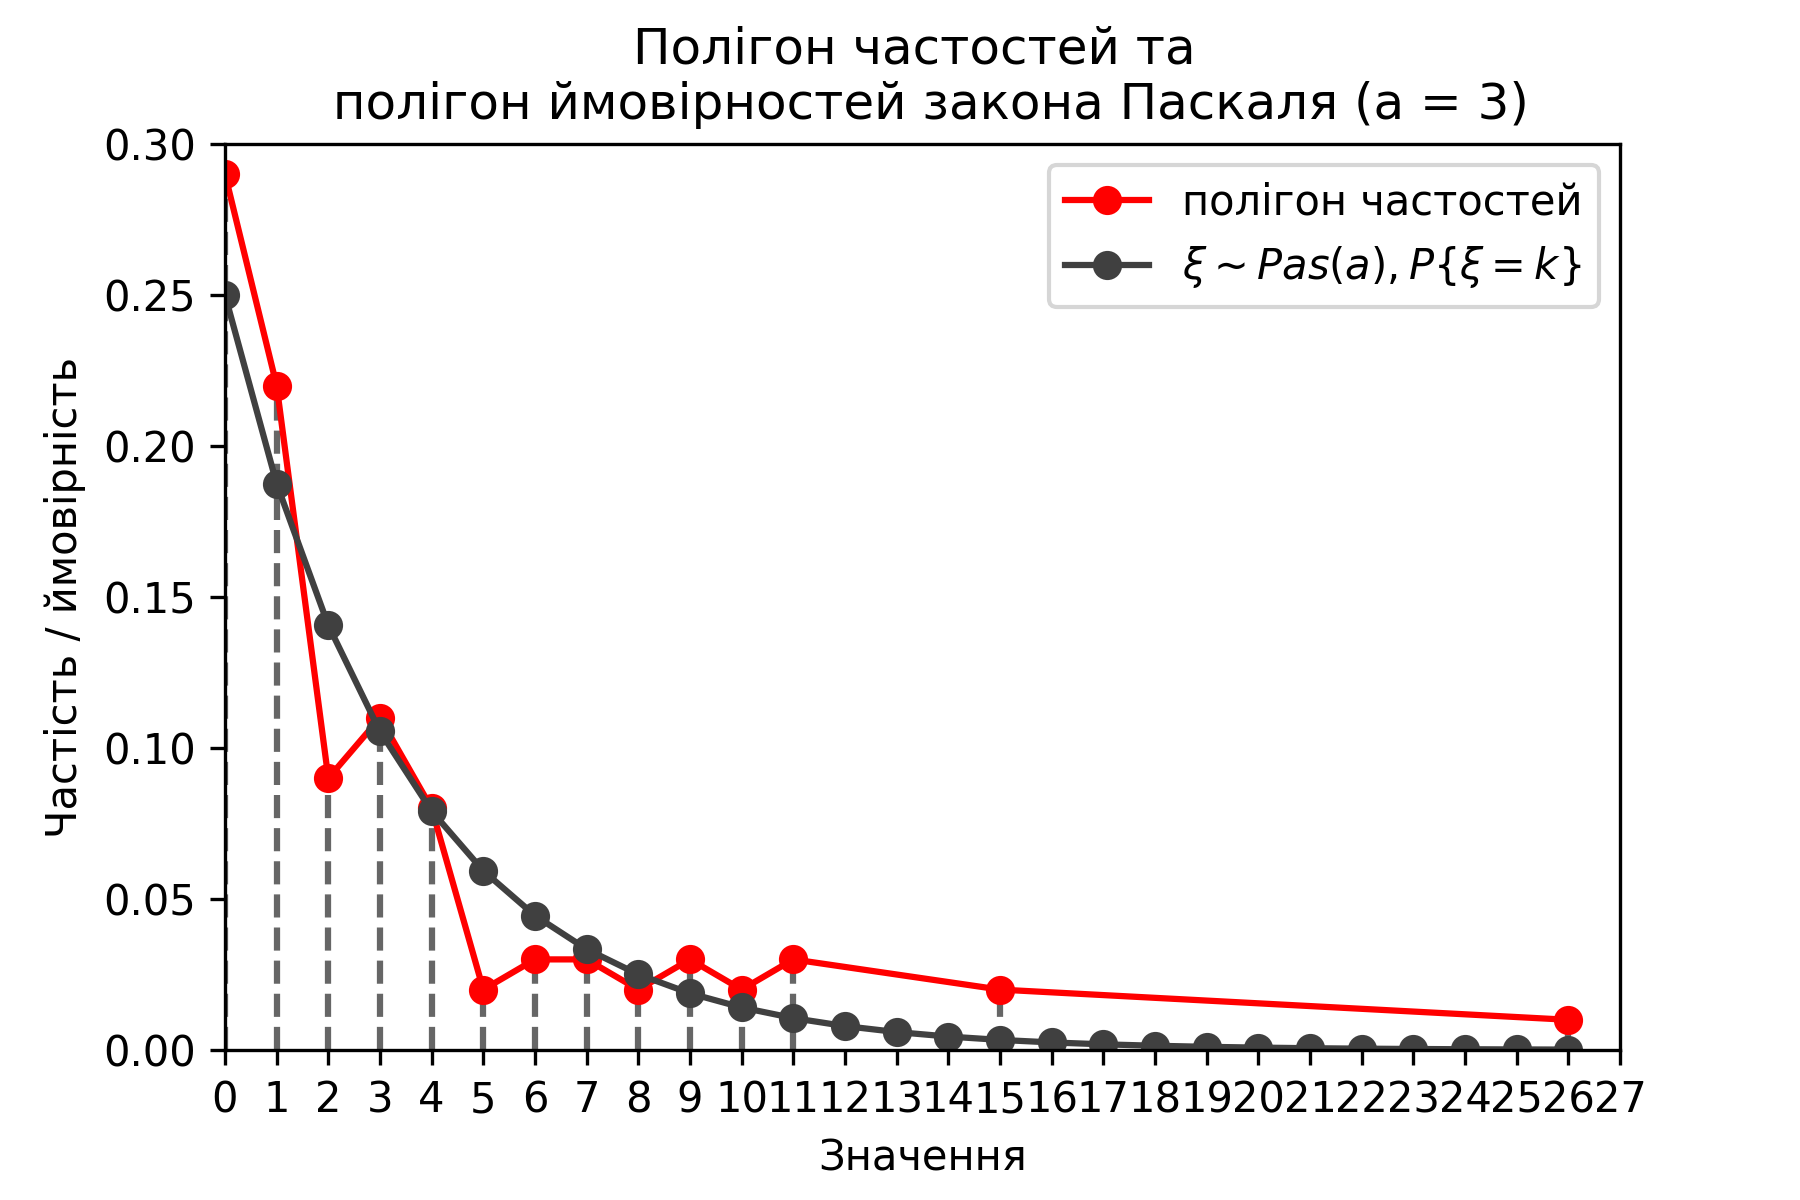 Полігон частостей та
полігон ймовірностей закона Паскаля (a = 3)
полігон частостей
ξ ~ Pas(a), P{ξ = k}
Частість / ймовірність
0.30
0.25
0.20
0.15
0.10
0.05
0.00
0 1 2 3 4 5 6 7 8 9 10 11 12 13 14 15 16 17 18 19 20 21 22 23 24 25 26 27
Значення